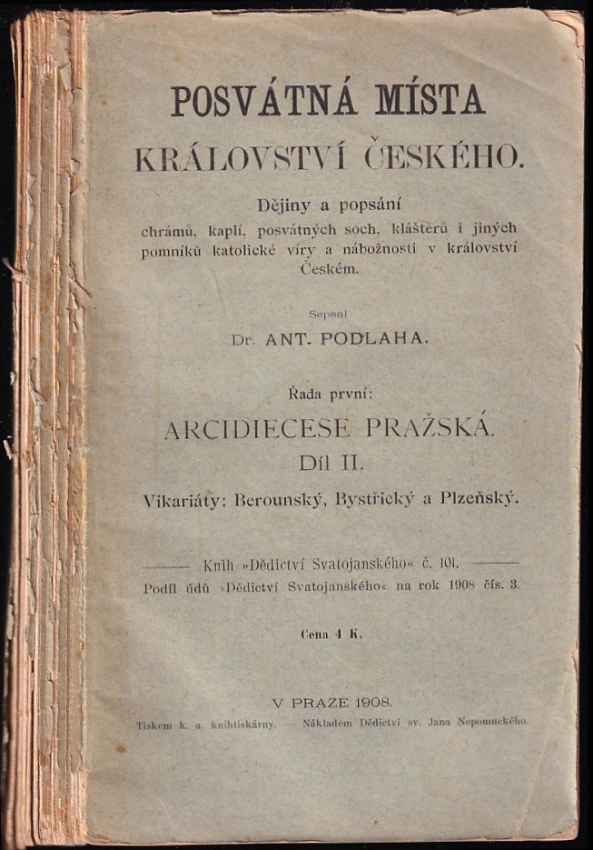 POSVÁTNÁ MÍSTA
KRÁLOVSTVÍ ČESKÉHO.
Dějiny a popsání
chrámů, kaplí, posvátných soch, klášterů i jiných
pomníků katolické víry a nábožnosti v království
Českém.
Sepsal
Dr. ANT. PODLAHA.
Řada první:
ARCIDIECESE PRAŽSKÁ.
Díl II.
Vikariáty: Berounský, Bystřický a Plzeňský.
Knih »Dědictví Svatojanského« č. 101.
Podíl údů »Dědictví Svatojanského« na rok 1908 čís. 3.
Cena 4 K.
V PRAZE 1908.
Tiskem k. a. knihtiskárny. — Nákladem Dědictví sv. Jana Nepomuckého.